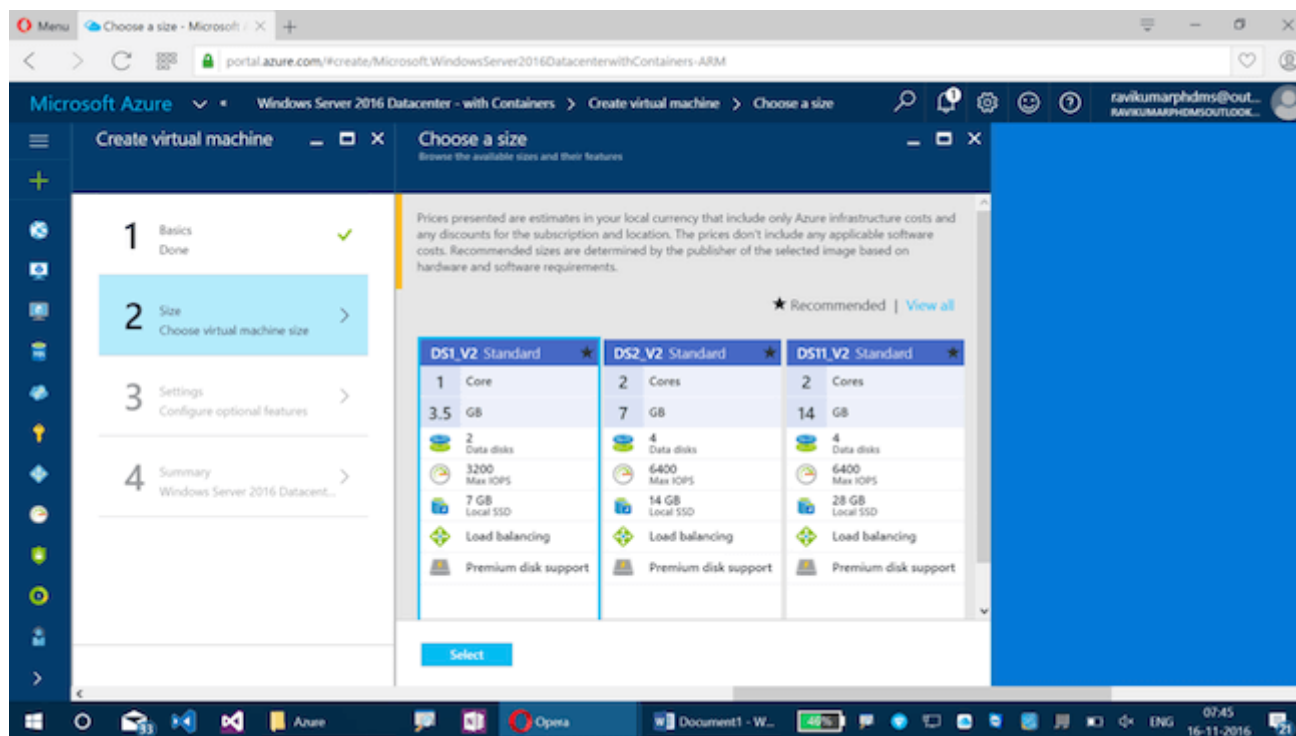 Menu
Choose a size - Microsoft
portal.azure.com/#create/Microsoft.WindowsServer2016DatacenterwithContainers-ARM
Microsoft Azure
Windows Server 2016 Datacenter - with Containers > Create virtual machine > Choose a size
1
ravikumarphdms@out...
RAVIKUMARPHDMSOUTLOOK...
Create virtual machine
Choose a size
Browse the available sizes and their features
1 Basics
Done
2 Size
Choose virtual machine size
3 Settings
Configure optional features
4 Summary
Windows Server 2016 Datacent...
Prices presented are estimates in your local currency that include only Azure infrastructure costs and
any discounts for the subscription and location. The prices don't include any applicable software
costs. Recommended sizes are determined by the publisher of the selected image based on
hardware and software requirements.
★ Recommended | View all
DS1_V2 Standard ★
1 Core
3.5 GB
2
Data disks
3200
Max IOPS
7 GB
Local SSD
Load balancing
Premium disk support
DS2_V2 Standard ★
2 Cores
7 GB
4
Data disks
6400
Max IOPS
14 GB
Local SSD
Load balancing
Premium disk support
DS11_V2 Standard ★
2 Cores
14 GB
4
Data disks
6400
Max IOPS
28 GB
Local SSD
Load balancing
Premium disk support
Select
33
Azure
Opera
Document1 - W...
46%
ENG
07:45
16-11-2016
21